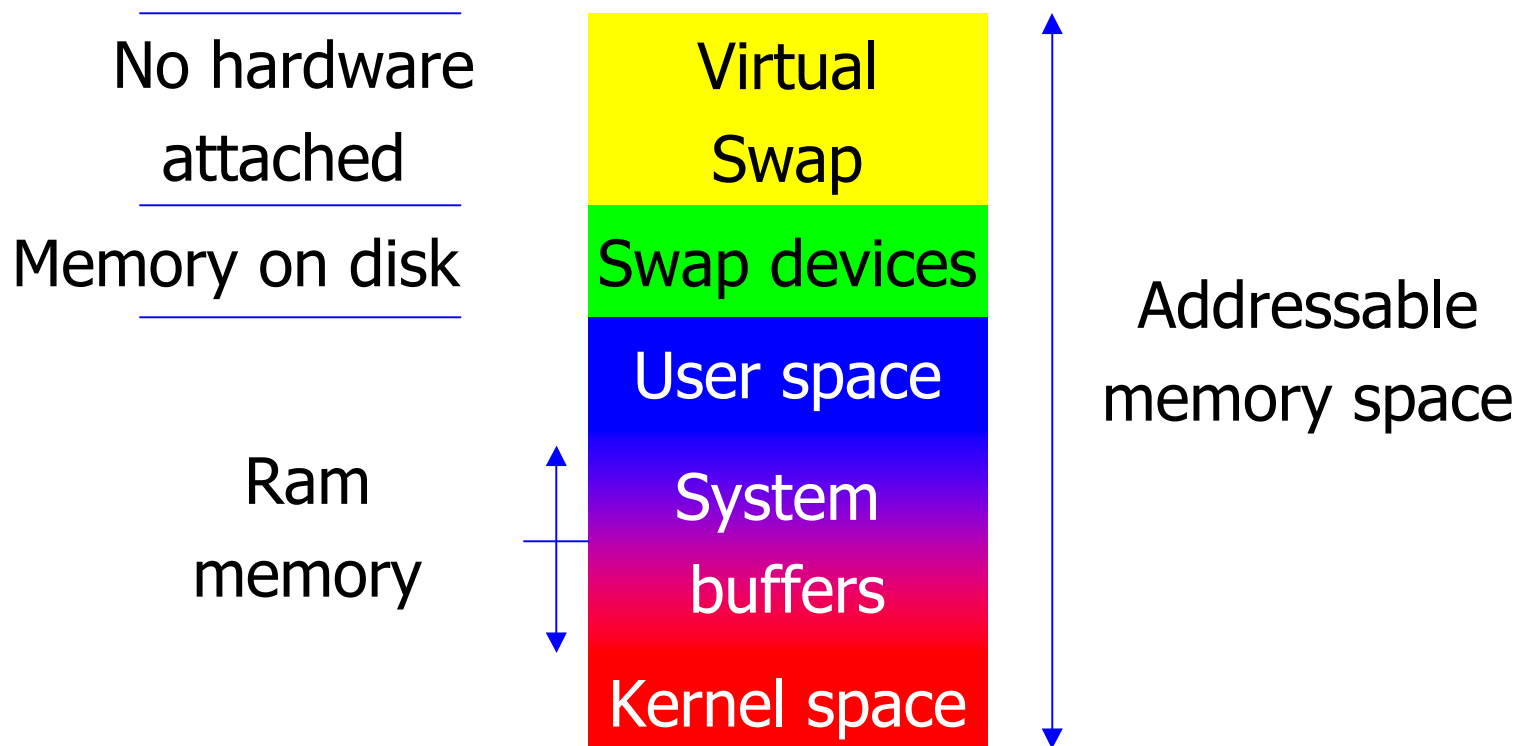 No hardware
attached
Memory on disk
Ram
memory
Virtual
Swap
Swap devices
User space
System
buffers
Kernel space
Addressable
memory space